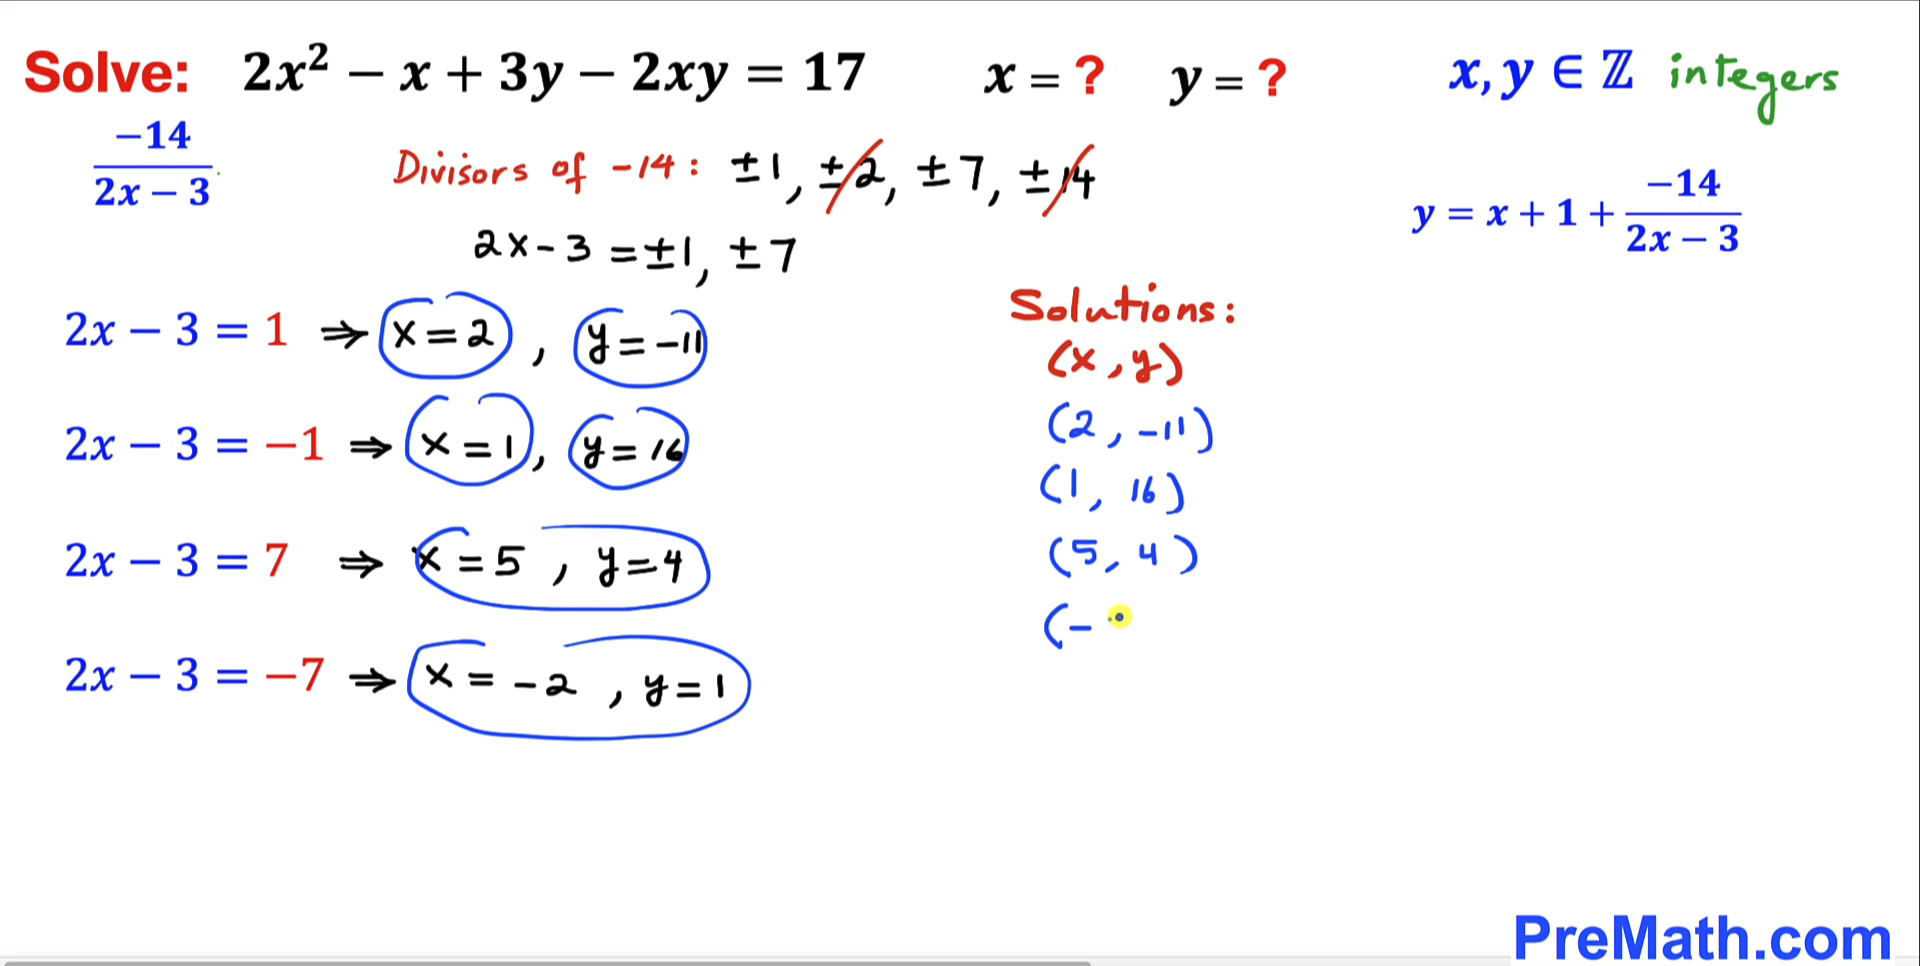 Solve: 2x² − x + 3y − 2xy = 17 x = ? y = ? x, y ∈ ℤ integers
−14
2x − 3
Divisors of -14 : ±1, ±2, ±7, ±14
y = x + 1 + −14/2x − 3
2x - 3 = ±1, ±7
2x − 3 = 1 ⇒ x = 2 , y = -11
2x − 3 = −1 ⇒ x = 1 , y = 16
2x − 3 = 7 ⇒ x = 5 , y = 4
2x − 3 = −7 ⇒ x = -2 , y = 1
Solutions:
(x, y)
(2, -11)
(1, 16)
(5, 4)
(-
PreMath.com